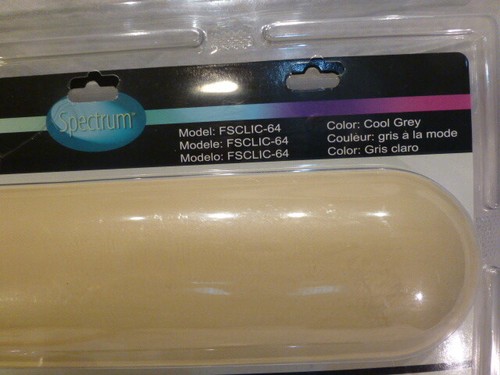 Spectrum™
Model: FSCLIC-64
Modele: FSCLIC-64
Modelo: FSCLIC-64
Color: Cool Grey
Couleur: gris á la mode
Color: Gris claro